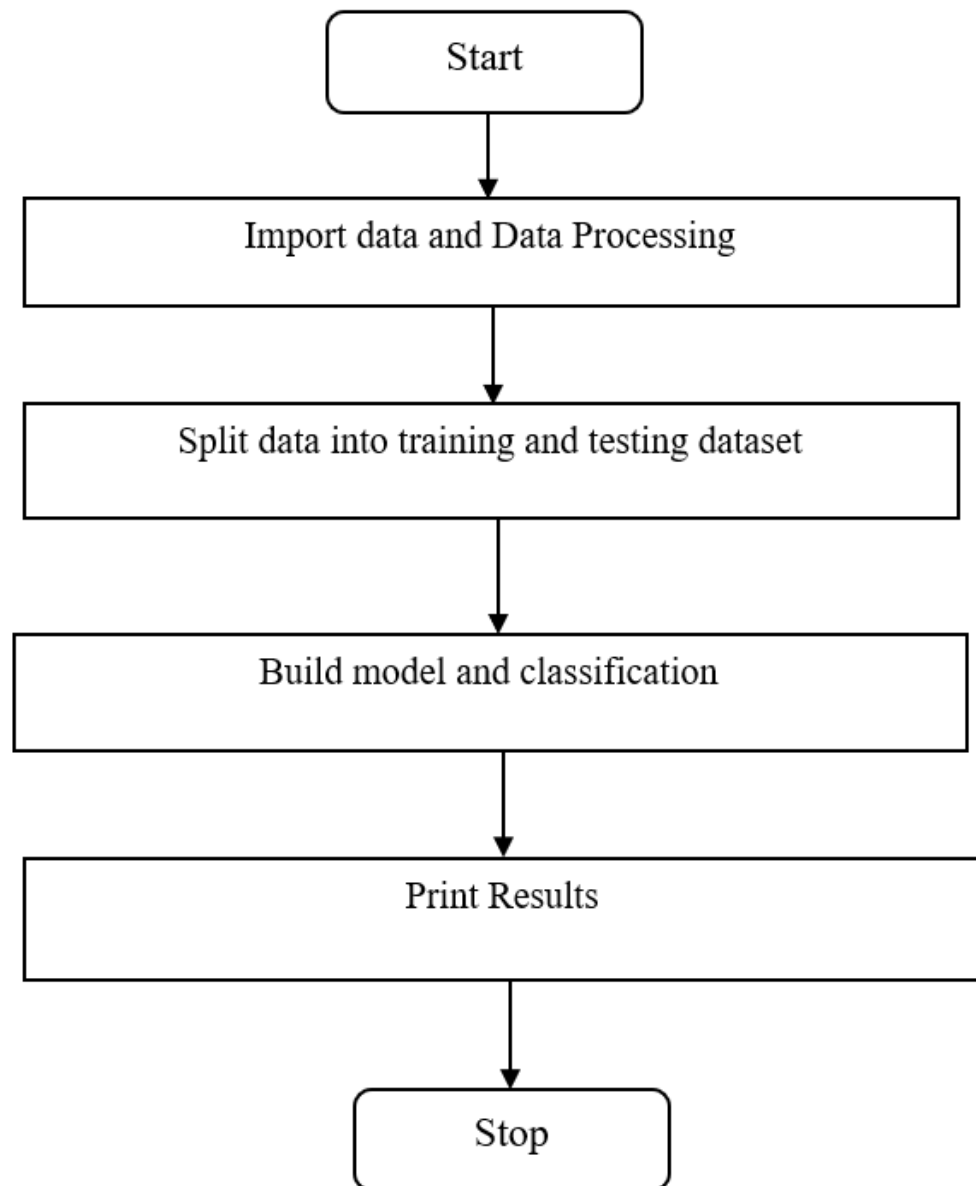 Start
Import data and Data Processing
Split data into training and testing dataset
Build model and classification
Print Results
Stop